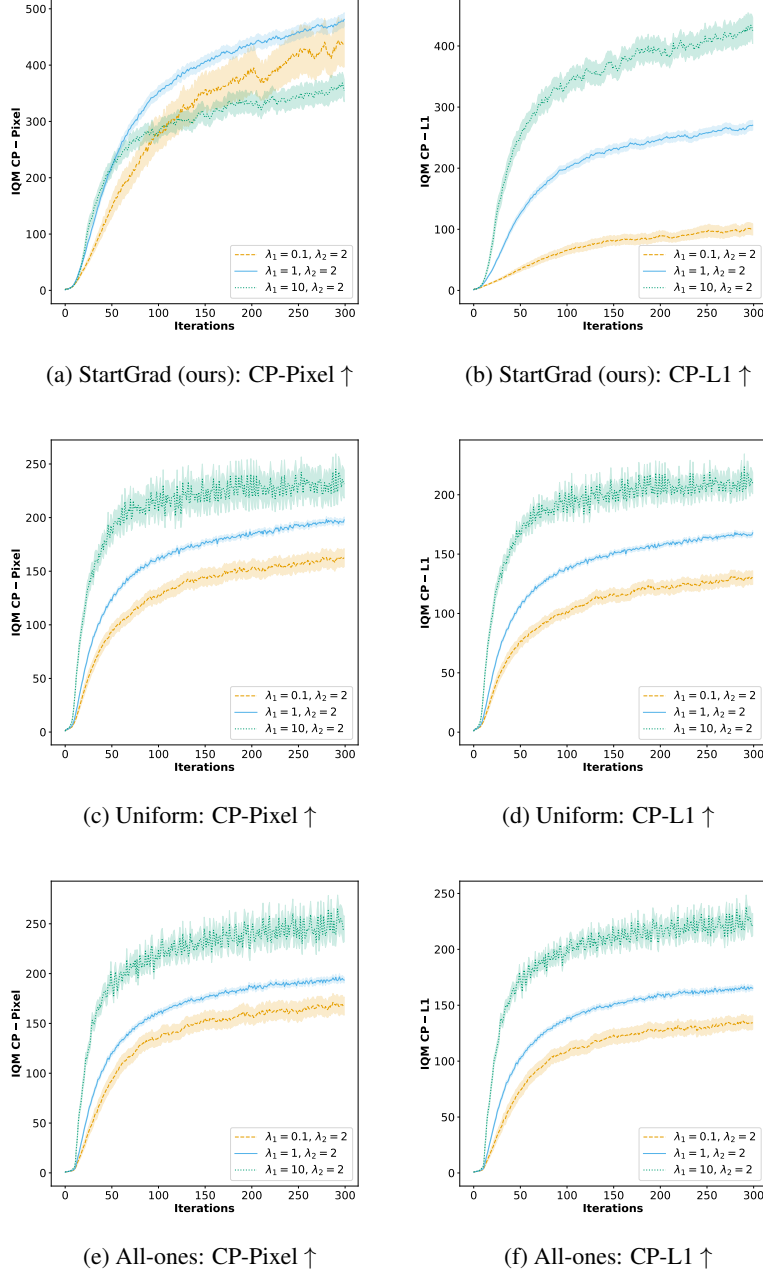 500
400
300
200
100
0
IQM CP − Pixel
λ₁ = 0.1, λ₂ = 2
λ₁ = 1, λ₂ = 2
λ₁ = 10, λ₂ = 2
0 50 100 150 200 250 300
Iterations
(a) StartGrad (ours): CP-Pixel ↑
400
300
200
100
0
IQM CP − L1
λ₁ = 0.1, λ₂ = 2
λ₁ = 1, λ₂ = 2
λ₁ = 10, λ₂ = 2
0 50 100 150 200 250 300
Iterations
(b) StartGrad (ours): CP-L1 ↑
250
200
150
100
50
0
IQM CP − Pixel
λ₁ = 0.1, λ₂ = 2
λ₁ = 1, λ₂ = 2
λ₁ = 10, λ₂ = 2
0 50 100 150 200 250 300
Iterations
(c) Uniform: CP-Pixel ↑
200
150
100
50
0
IQM CP − L1
λ₁ = 0.1, λ₂ = 2
λ₁ = 1, λ₂ = 2
λ₁ = 10, λ₂ = 2
0 50 100 150 200 250 300
Iterations
(d) Uniform: CP-L1 ↑
250
200
150
100
50
0
IQM CP − Pixel
λ₁ = 0.1, λ₂ = 2
λ₁ = 1, λ₂ = 2
λ₁ = 10, λ₂ = 2
0 50 100 150 200 250 300
Iterations
(e) All-ones: CP-Pixel ↑
250
200
150
100
50
0
IQM CP − L1
λ₁ = 0.1, λ₂ = 2
λ₁ = 1, λ₂ = 2
λ₁ = 10, λ₂ = 2
0 50 100 150 200 250 300
Iterations
(f) All-ones: CP-L1 ↑